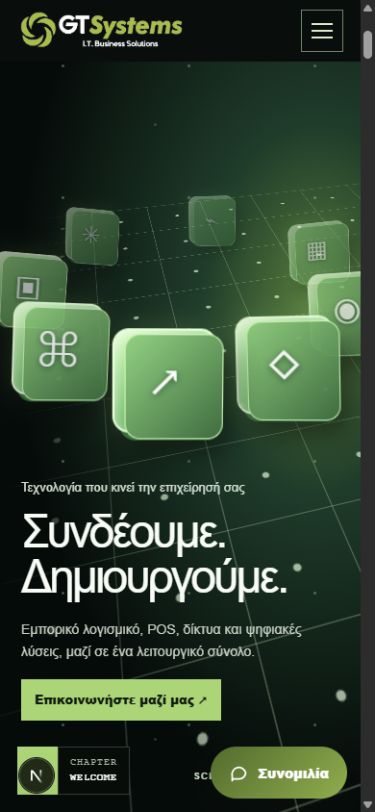 GTSystems
I.T. Business Solutions
Τεχνολογία που κινεί την επιχείρησή σας
Συνδέουμε.
Δημιουργούμε.
Εμπορικό λογισμικό, POS, δίκτυα και ψηφιακές
λύσεις, μαζί σε ένα λειτουργικό σύνολο.
Επικοινωνήστε μαζί μας ↗
N
CHAPTER
WELCOME
Συνομιλία